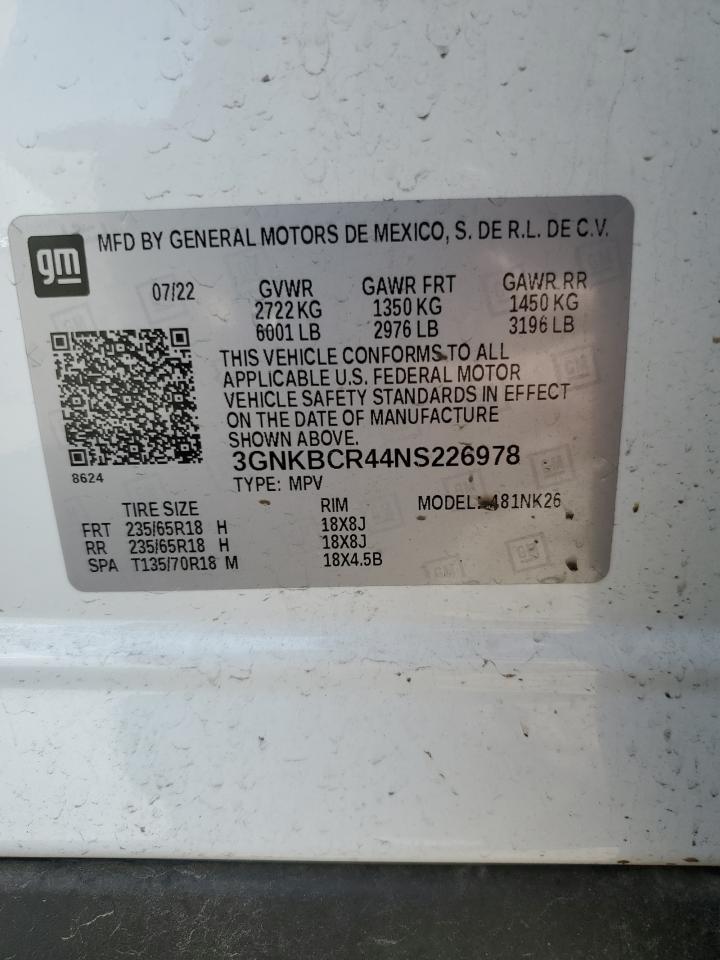 gm
MFD BY GENERAL MOTORS DE MEXICO, S. DE R.L. DE C.V.
07/22 GVWR GAWR FRT GAWR RR
2722 KG 1350 KG 1450 KG
6001 LB 2976 LB 3196 LB
THIS VEHICLE CONFORMS TO ALL
APPLICABLE U.S. FEDERAL MOTOR
VEHICLE SAFETY STANDARDS IN EFFECT
ON THE DATE OF MANUFACTURE
SHOWN ABOVE.
3GNKBCR44NS226978
8624
TYPE: MPV
TIRE SIZE RIM MODEL: 481NK26
FRT 235/65R18 H 18X8J
RR 235/65R18 H 18X8J
SPA T135/70R18 M 18X4.5B